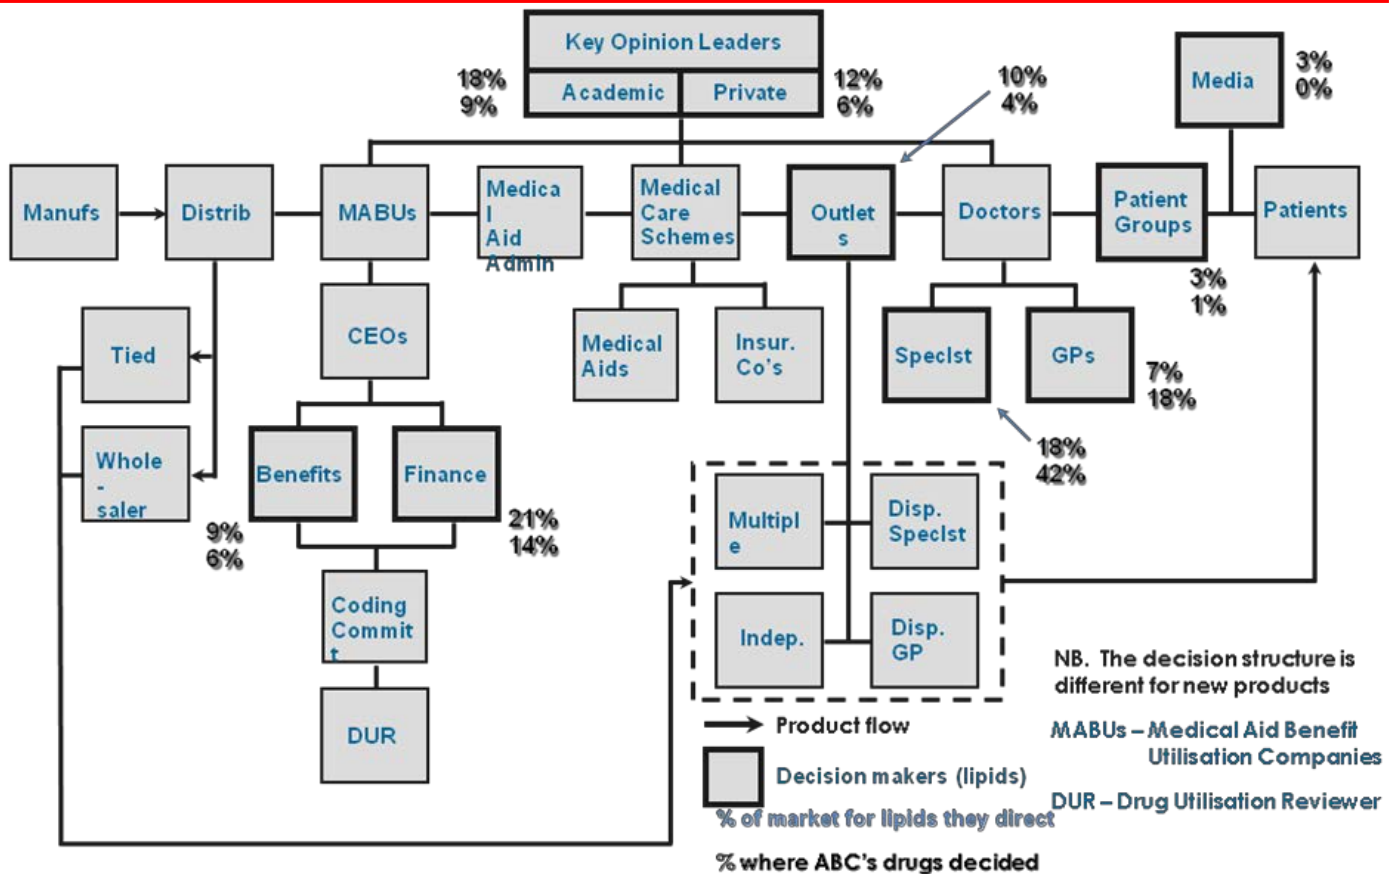 Key Opinion Leaders
18%
9%
Academic
Private
12%
6%
10%
4%
Media
3%
0%
Manufs
Distrib
MABUs
Medica
l
Aid
Admin
Medical
Care
Schemes
Outlet
s
Doctors
Patient
Groups
Patients
3%
1%
Tied
CEOs
Medical
Aids
Insur.
Co's
Speclst
GPs
7%
18%
18%
42%
Whole
-
saler
Benefits
Finance
9%
6%
21%
14%
Multipl
e
Disp.
Speclst
Coding
Commit
t
Indep.
Disp.
GP
DUR
NB. The decision structure is
different for new products
MABUs – Medical Aid Benefit
Utilisation Companies
DUR – Drug Utilisation Reviewer
Product flow
Decision makers (lipids)
% of market for lipids they direct
% where ABC's drugs decided